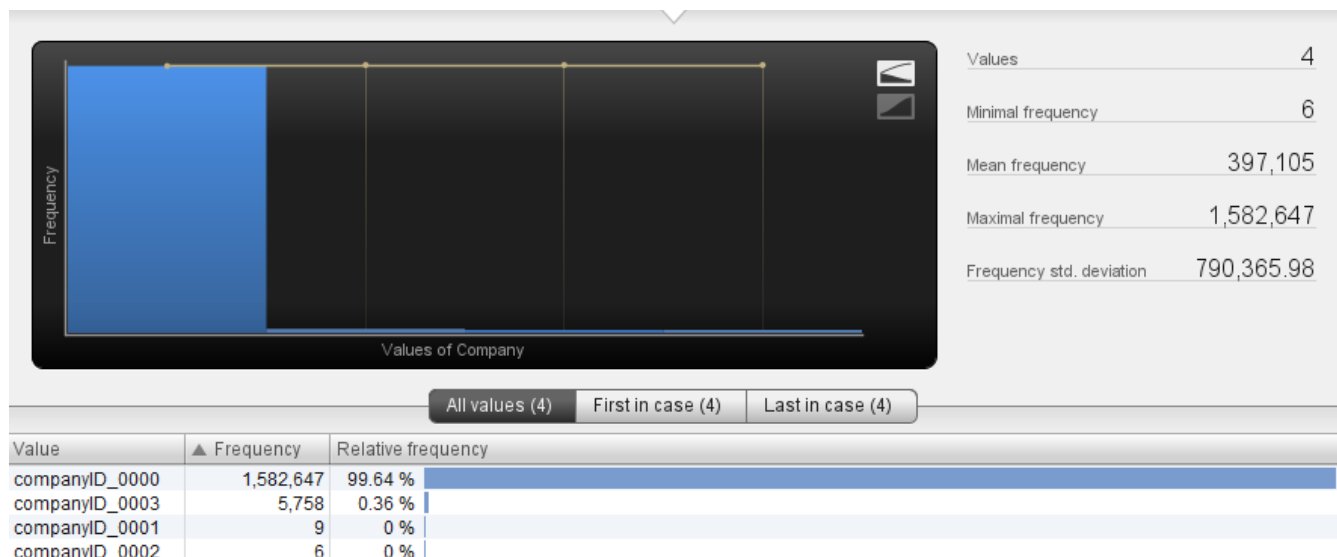 Frequency
Values of Company
Values 4
Minimal frequency 6
Mean frequency 397,105
Maximal frequency 1,582,647
Frequency std. deviation 790,365.98
All values (4) First in case (4) Last in case (4)
Value ▲ Frequency Relative frequency
companyID_0000 1,582,647 99.64 %
companyID_0003 5,758 0.36 %
companyID_0001 9 0 %
companyID_0002 6 0 %